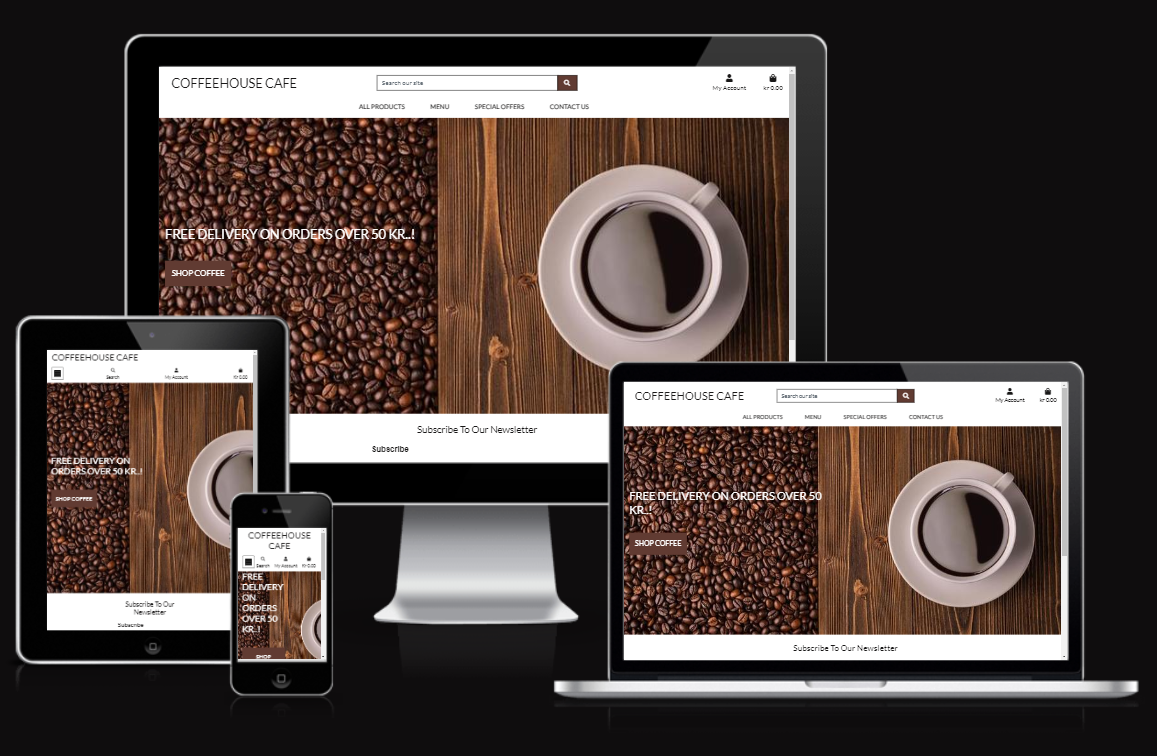 COFFEEHOUSE CAFE
Search our site
My Account
kr 0.00
ALL PRODUCTS MENU SPECIAL OFFERS CONTACT US
FREE DELIVERY ON ORDERS OVER 50 KR..!
SHOP COFFEE
Subscribe To Our Newsletter
Subscribe
COFFEEHOUSE CAFE
Search
My Account
Kr 0.00
FREE DELIVERY ON
ORDERS OVER 50 KR..!
SHOP COFFEE
Subscribe To Our
Newsletter
Subscribe
COFFEEHOUSE
CAFE
Search
My Account
Kr 0.00
FREE
DELIVERY
ON
ORDERS
OVER 50
KR..!
SHOP
COFFEEHOUSE CAFE
Search our site
My Account
kr 0.00
ALL PRODUCTS MENU SPECIAL OFFERS CONTACT US
FREE DELIVERY ON ORDERS OVER 50
KR..!
SHOP COFFEE
Subscribe To Our Newsletter